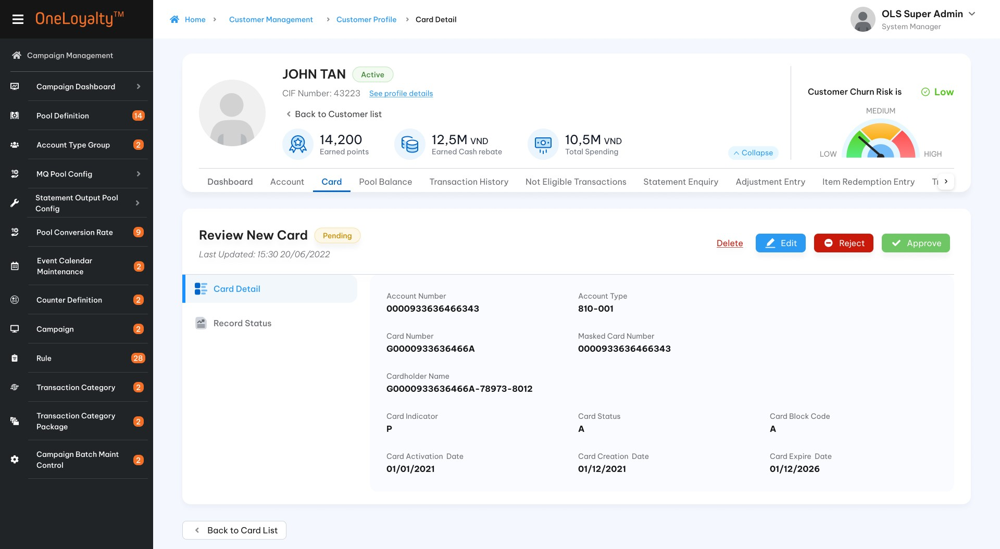 OneLoyalty™
Home
Customer Management
Customer Profile
Card Detail
OLS Super Admin
System Manager
Campaign Management
Campaign Dashboard
Pool Definition
14
Account Type Group
2
MQ Pool Config
Statement Output Pool
Config
Pool Conversion Rate
9
Event Calendar
Maintenance
2
Counter Definition
2
Campaign
2
Rule
28
Transaction Category
2
Transaction Category
Package
2
Campaign Batch Maint
Control
2
JOHN TAN
Active
CIF Number: 43223
See profile details
Back to Customer list
14,200
Earned points
12,5M VND
Earned Cash rebate
10,5M VND
Total Spending
Collapse
Customer Churn Risk is
Low
MEDIUM
LOW
HIGH
Dashboard
Account
Card
Pool Balance
Transaction History
Not Eligible Transactions
Statement Enquiry
Adjustment Entry
Item Redemption Entry
Review New Card
Pending
Last Updated: 15:30 20/06/2022
Delete
Edit
Reject
Approve
Card Detail
Record Status
Account Number
0000933636466343
Account Type
810-001
Card Number
G0000933636466A
Masked Card Number
0000933636466343
Cardholder Name
G0000933636466A-78973-8012
Card Indicator
P
Card Status
A
Card Block Code
A
Card Activation Date
01/01/2021
Card Creation Date
01/12/2021
Card Expire Date
01/12/2026
Back to Card List